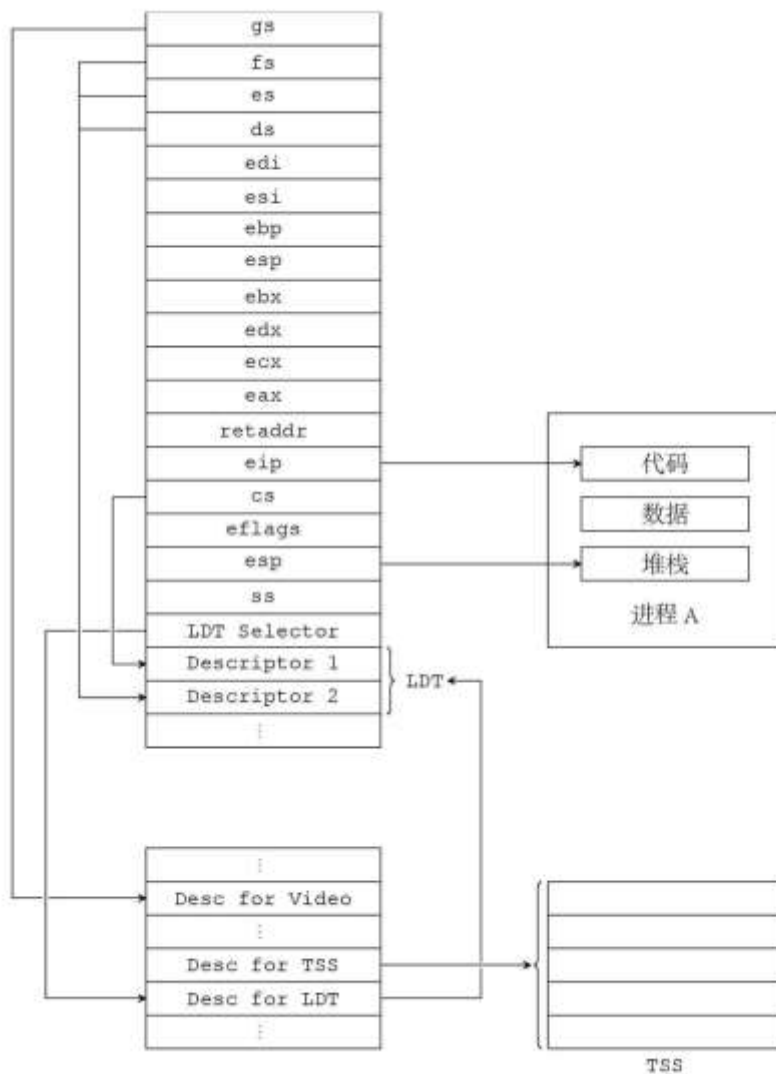 gs
fs
es
ds
edi
esi
ebp
esp
ebx
edx
ecx
eax
retaddr
eip
cs
eflags
esp
ss
LDT Selector
Descriptor 1
Descriptor 2
⋮
LDT
代码
数据
堆栈
进程 A
⋮
Desc for Video
⋮
Desc for TSS
Desc for LDT
⋮
TSS